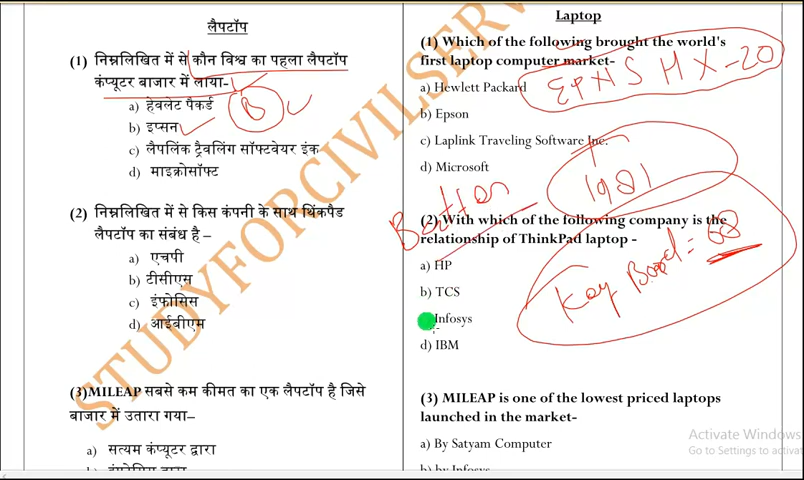 लैपटॉप
(1) निम्नलिखित में से कौन विश्व का पहला लैपटॉप
कंप्यूटर बाजार में लाया?
a) हेवलेट पैकर्ड
b) इप्सन
c) लैपलिंक ट्रैवलिंग सॉफ्टवेयर इंक
d) माइक्रोसॉफ्ट
B
(2) निम्नलिखित में से किस कंपनी के साथ थिंकपैड
लैपटॉप का संबंध है –
a) एचपी
b) टीसीएस
c) इंफोसिस
d) आईबीएम
(3) MILEAP सबसे कम कीमत का एक लैपटॉप है जिसे
बाजार में उतारा गया–
a) सत्यम कंप्यूटर द्वारा
STUDYFORCIVILSERV
Laptop
(1) Which of the following brought the world's
first laptop computer market-
HX-20
a) Hewlett Packard
b) Epson
c) Laplink Traveling Software Inc.
d) Microsoft
1981
(2) With which of the following company is the
relationship of ThinkPad laptop -
a) HP
b) TCS
Infosys
d) IBM
Key Board = 68
(3) MILEAP is one of the lowest priced laptops
launched in the market-
a) By Satyam Computer
b) by Infosys
Activate Windows
Go to Settings to activat